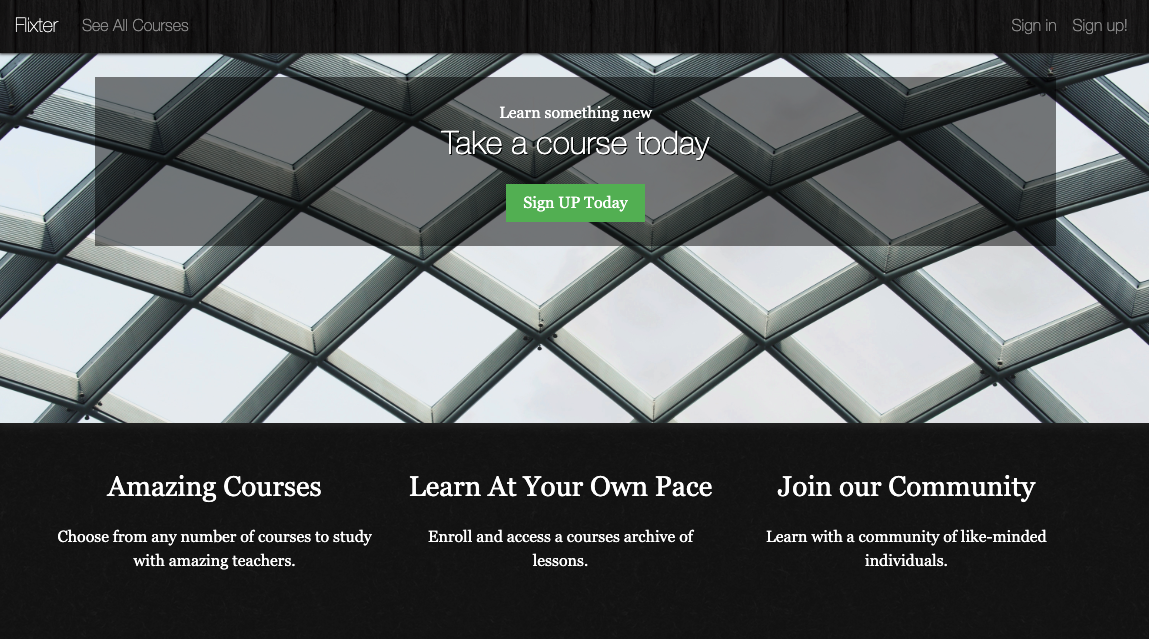 Flixter See All Courses Sign in Sign up!
Learn something new
Take a course today
Sign UP Today
Amazing Courses
Choose from any number of courses to study
with amazing teachers.
Learn At Your Own Pace
Enroll and access a courses archive of
lessons.
Join our Community
Learn with a community of like-minded
individuals.